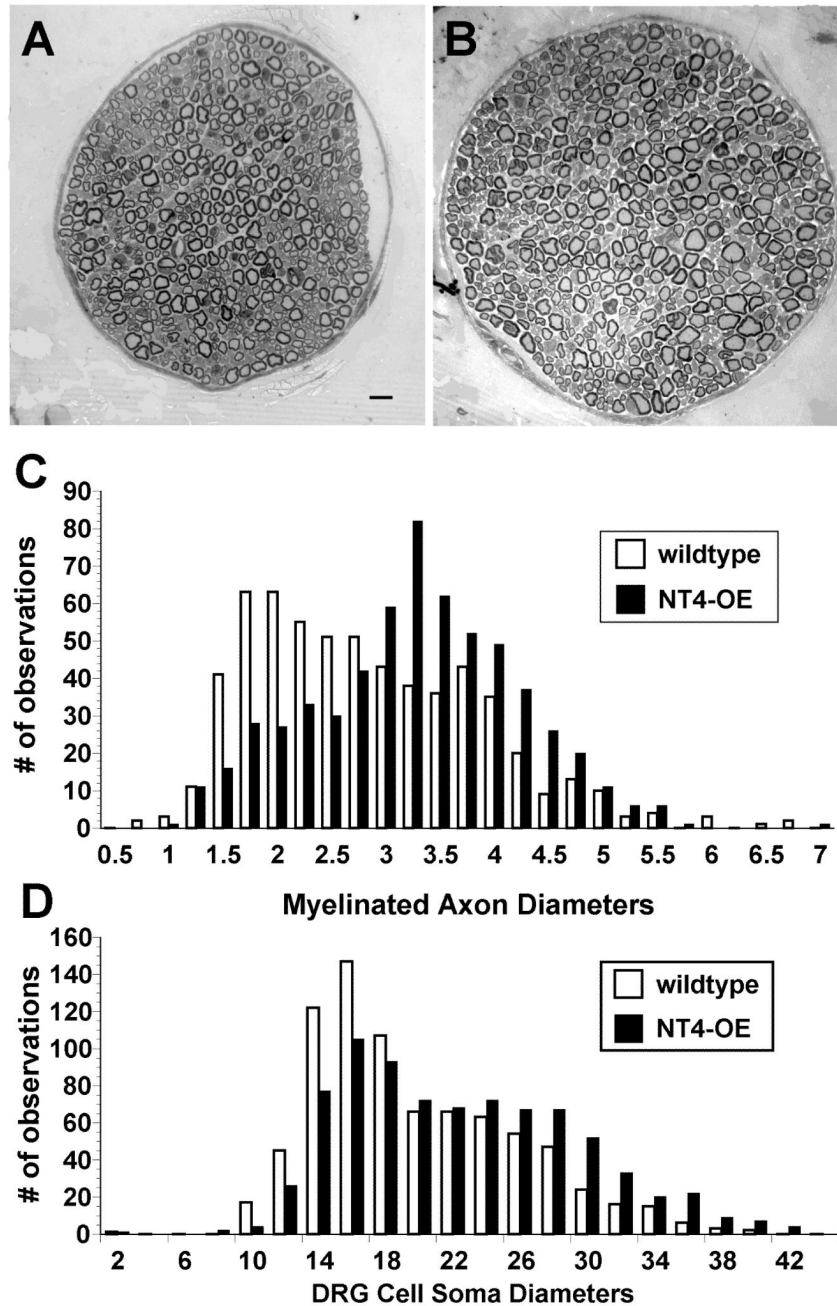 A
B
C
90
80
70
60
50
40
30
20
10
0
# of observations
wildtype
NT4-OE
0.5 1 1.5 2 2.5 3 3.5 4 4.5 5 5.5 6 6.5 7
Myelinated Axon Diameters
D
160
140
120
100
80
60
40
20
0
# of observations
wildtype
NT4-OE
2 6 10 14 18 22 26 30 34 38 42
DRG Cell Soma Diameters